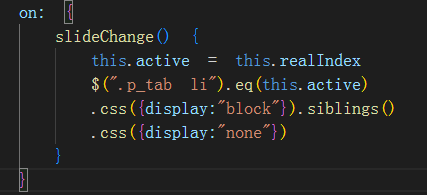 on: {
slideChange() {
this.active = this.realIndex
$(".p_tab li").eq(this.active)
.css({display:"block"}).siblings()
.css({display:"none"})
}
}